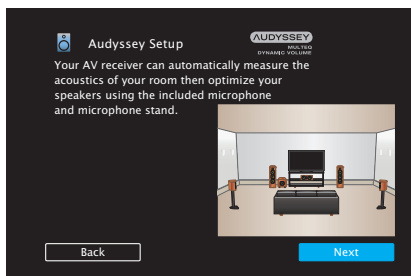 Audyssey Setup
AUDYSSEY
MULTEQ
DYNAMIC VOLUME
Your AV receiver can automatically measure the
acoustics of your room then optimize your
speakers using the included microphone
and microphone stand.
Back
Next